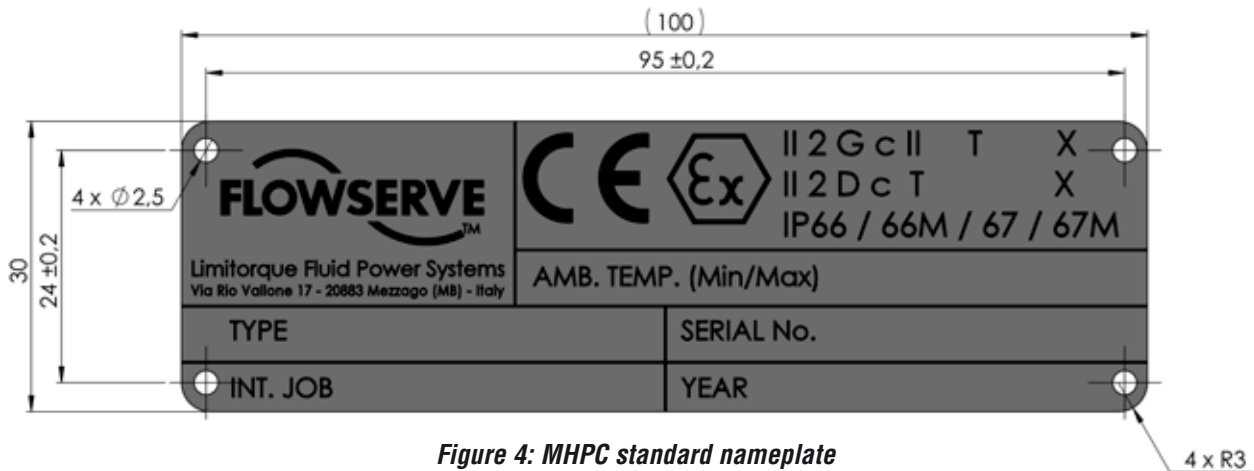 (100)
95 ±0,2
4 x Ø 2,5
30
24 ±0,2
FLOWSERVE
TM
Limitorque Fluid Power Systems
Via Rio Vallone 17 - 20883 Mezzago (MB) - Italy
CE Ex
II 2 G c II T X
II 2 D c T X
IP66 / 66M / 67 / 67M
AMB. TEMP. (Min/Max)
TYPE
SERIAL No.
INT. JOB
YEAR
4 x R3
Figure 4: MHPC standard nameplate